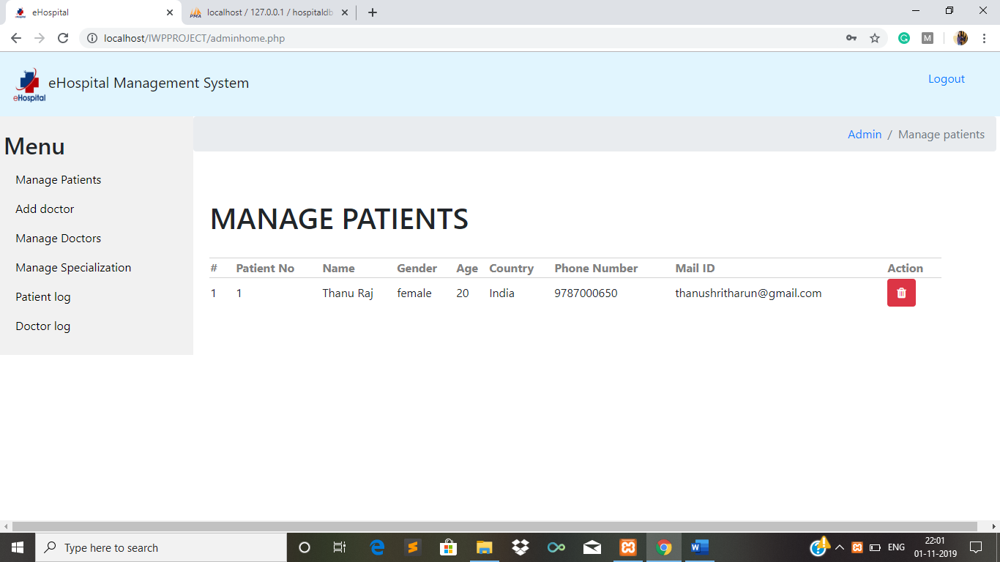 eHospital
localhost / 127.0.0.1 / hospitaldb
localhost/IWPPROJECT/adminhome.php
M
eHospital
eHospital Management System
Logout
Menu
Admin / Manage patients
Manage Patients
Add doctor
Manage Doctors
Manage Specialization
Patient log
Doctor log
MANAGE PATIENTS
# Patient No Name Gender Age Country Phone Number Mail ID Action
1 1 Thanu Raj female 20 India 9787000650 thanushritharun@gmail.com
Type here to search
ENG
22:01
01-11-2019